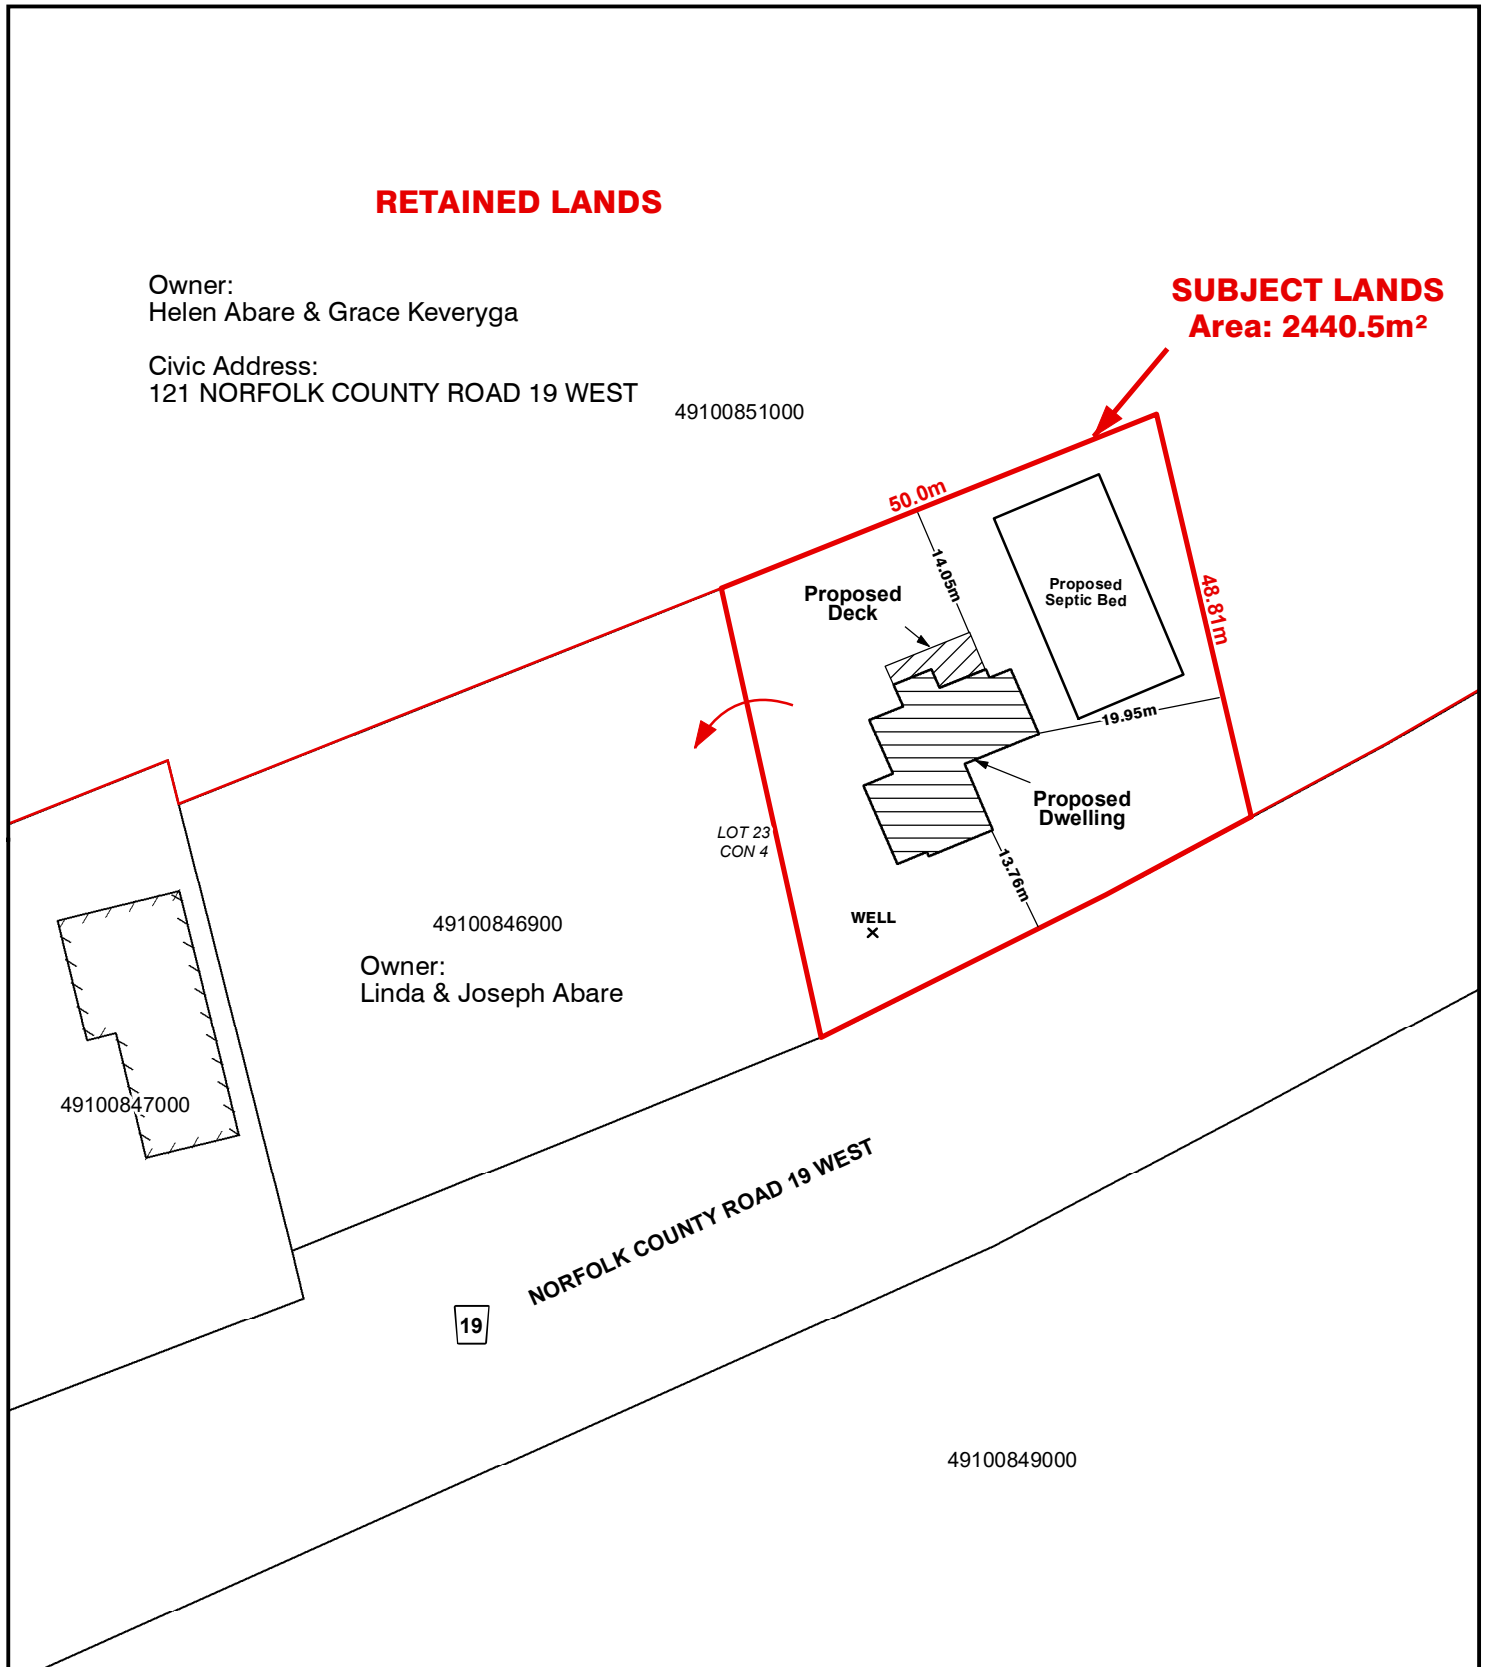 RETAINED LANDS
Owner:
Helen Abare & Grace Keveryga
Civic Address:
121 NORFOLK COUNTY ROAD 19 WEST
49100851000
SUBJECT LANDS
Area: 2440.5m²
50.0m
14.05m
Proposed
Septic Bed
48.81m
Proposed
Deck
19.95m
Proposed
Dwelling
LOT 23
CON 4
13.76m
WELL
49100846900
Owner:
Linda & Joseph Abare
49100847000
NORFOLK COUNTY ROAD 19 WEST
19
49100849000